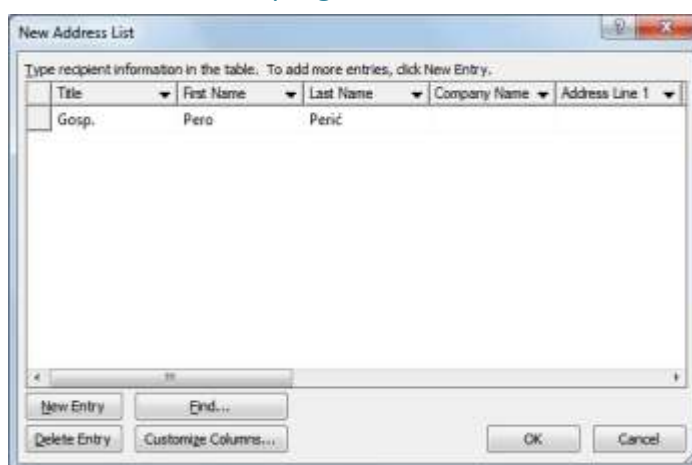 New Address List
Type recipient information in the table. To add more entries, click New Entry.
Title First Name Last Name Company Name Address Line 1
Gosp. Pero Perić
New Entry Find...
Delete Entry Customize Columns... OK Cancel